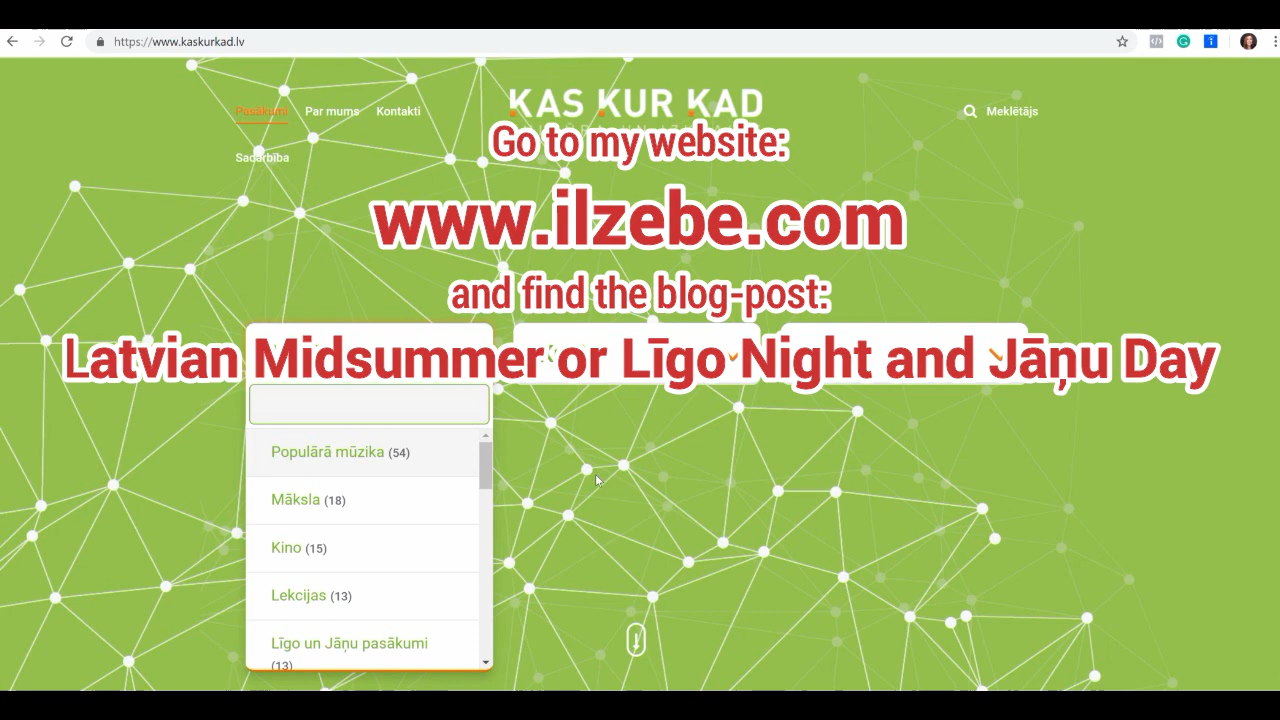 https://www.kaskurkad.lv
Pasākumi Par mums Kontakti
KAS KUR KAD
Meklētājs
Sadarbība
Go to my website:
www.ilzebe.com
and find the blog-post:
Latvian Midsummer or Līgo Night and Jāņu Day
Populārā mūzika (54)
Māksla (18)
Kino (15)
Lekcijas (13)
Līgo un Jāņu pasākumi
(13)